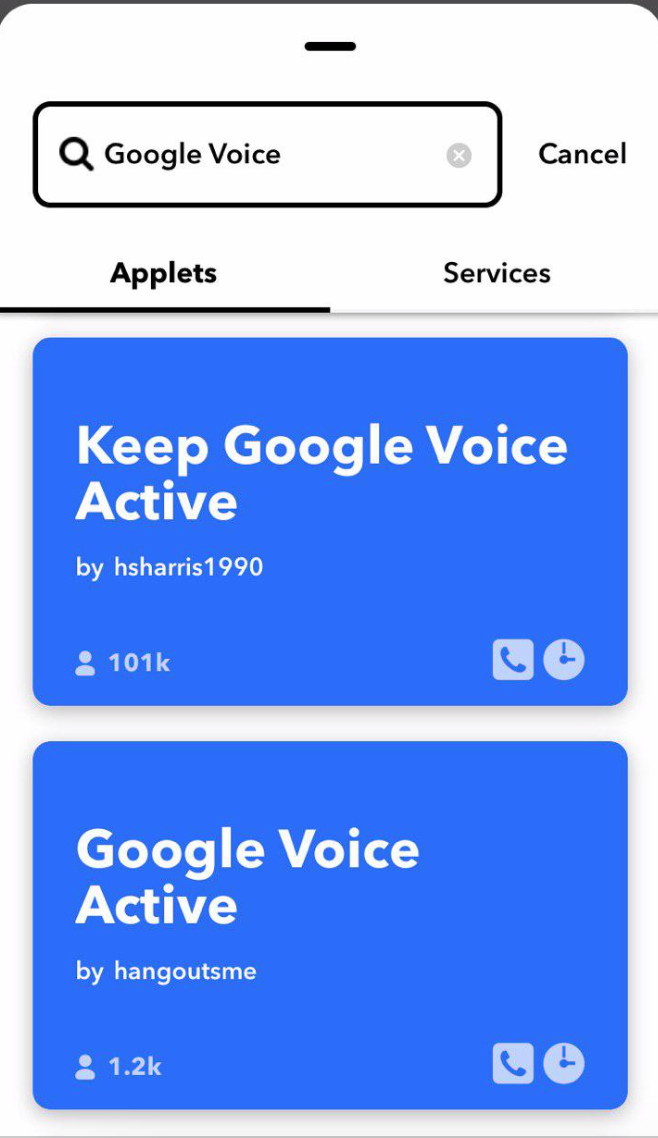 Google Voice
Cancel
Applets
Services
Keep Google Voice
Active
by hsharris1990
101k
Google Voice
Active
by hangoutsme
1.2k